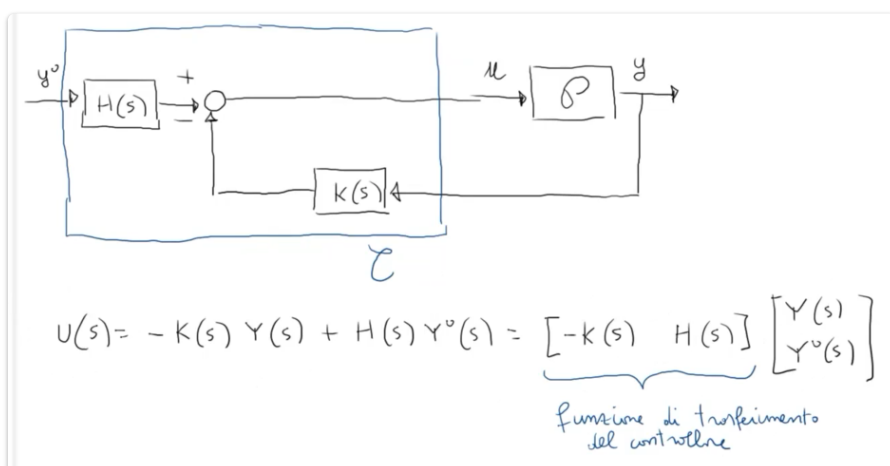 y° H(s) + − u 𝒫 y
K(s)
C
U(s) = − K(s) Y(s) + H(s) Y°(s) = [−K(s) H(s)] [Y(s) Y°(s)]
funzione di trasferimento
del controllore